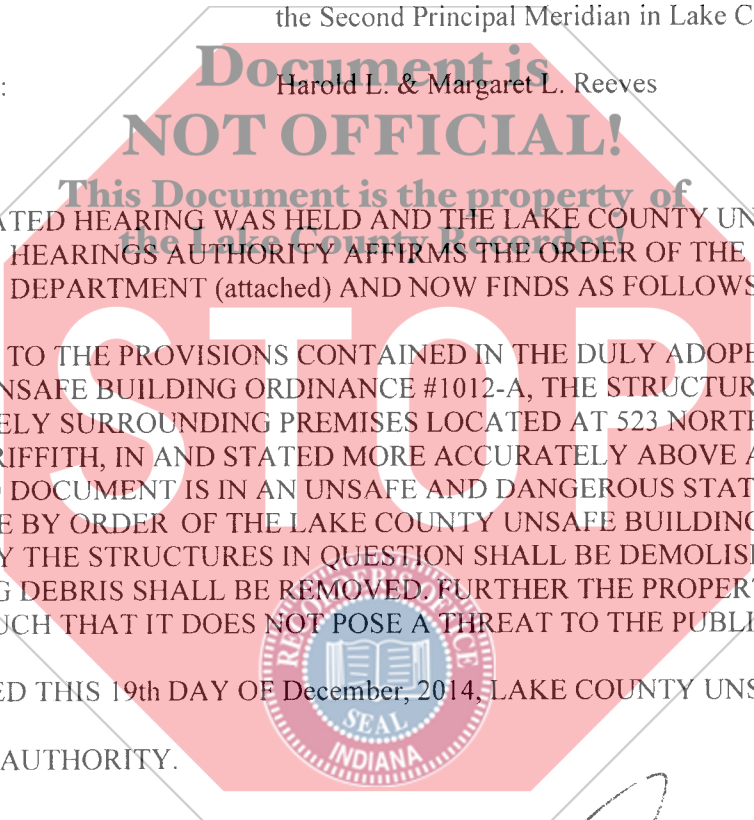 the Second Principal Meridian in Lake C
Document is
: Harold L. & Margaret L. Reeves
NOT OFFICIAL!
This Document is the property of
ATED HEARING WAS HELD AND THE LAKE COUNTY UN
the Lake County Recorder!
HEARINGS AUTHORITY AFFIRMS THE ORDER OF THE
DEPARTMENT (attached) AND NOW FINDS AS FOLLOWS
STOP
TO THE PROVISIONS CONTAINED IN THE DULY ADOPE
NSAFE BUILDING ORDINANCE #1012-A, THE STRUCTUR
ELY SURROUNDING PREMISES LOCATED AT 523 NORTH
RIFFITH, IN AND STATED MORE ACCURATELY ABOVE A
DOCUMENT IS IN AN UNSAFE AND DANGEROUS STAT
E BY ORDER OF THE LAKE COUNTY UNSAFE BUILDING
Y THE STRUCTURES IN QUESTION SHALL BE DEMOLIS
G DEBRIS SHALL BE REMOVED. FURTHER THE PROPERT
UCH THAT IT DOES NOT POSE A THREAT TO THE PUBLI
RECORDER'S OFFICE
ED THIS 19th DAY OF December, 2014, LAKE COUNTY UNS
SEAL
INDIANA
AUTHORITY.